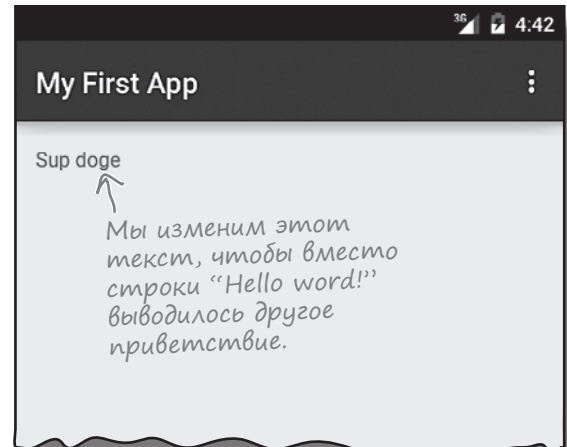 3G 4:42
My First App
Sup doge
Мы изменим этот
текст, чтобы вместо
строки “Hello word!”
выводилось другое
приветствие.